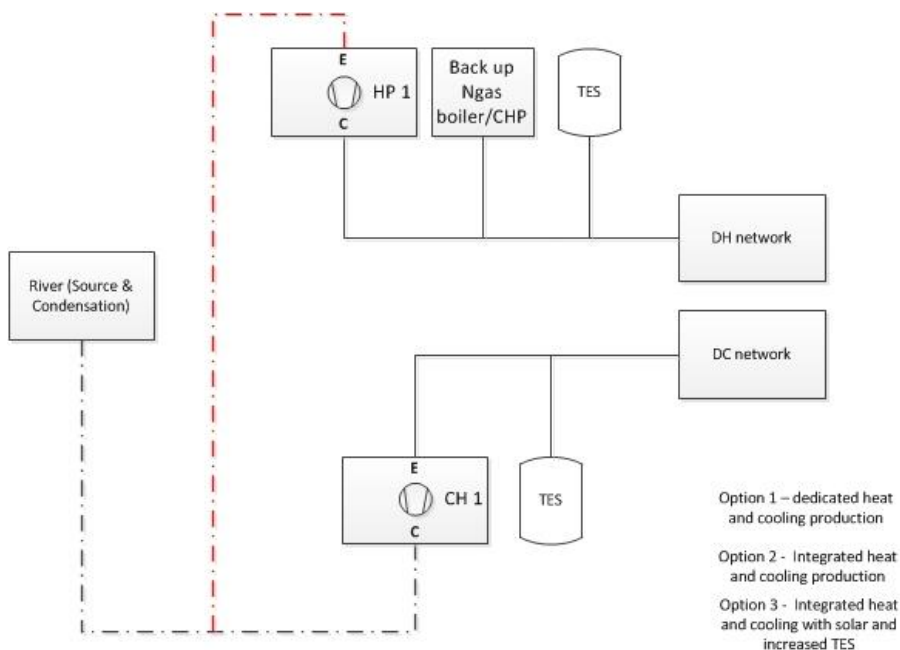 E
HP 1
C
Back up
Ngas
boiler/CHP
TES
DH network
River (Source &
Condensation)
DC network
E
CH 1
C
TES
Option 1 – dedicated heat
and cooling production
Option 2 - Integrated heat
and cooling production
Option 3 - Integrated heat
and cooling with solar and
increased TES